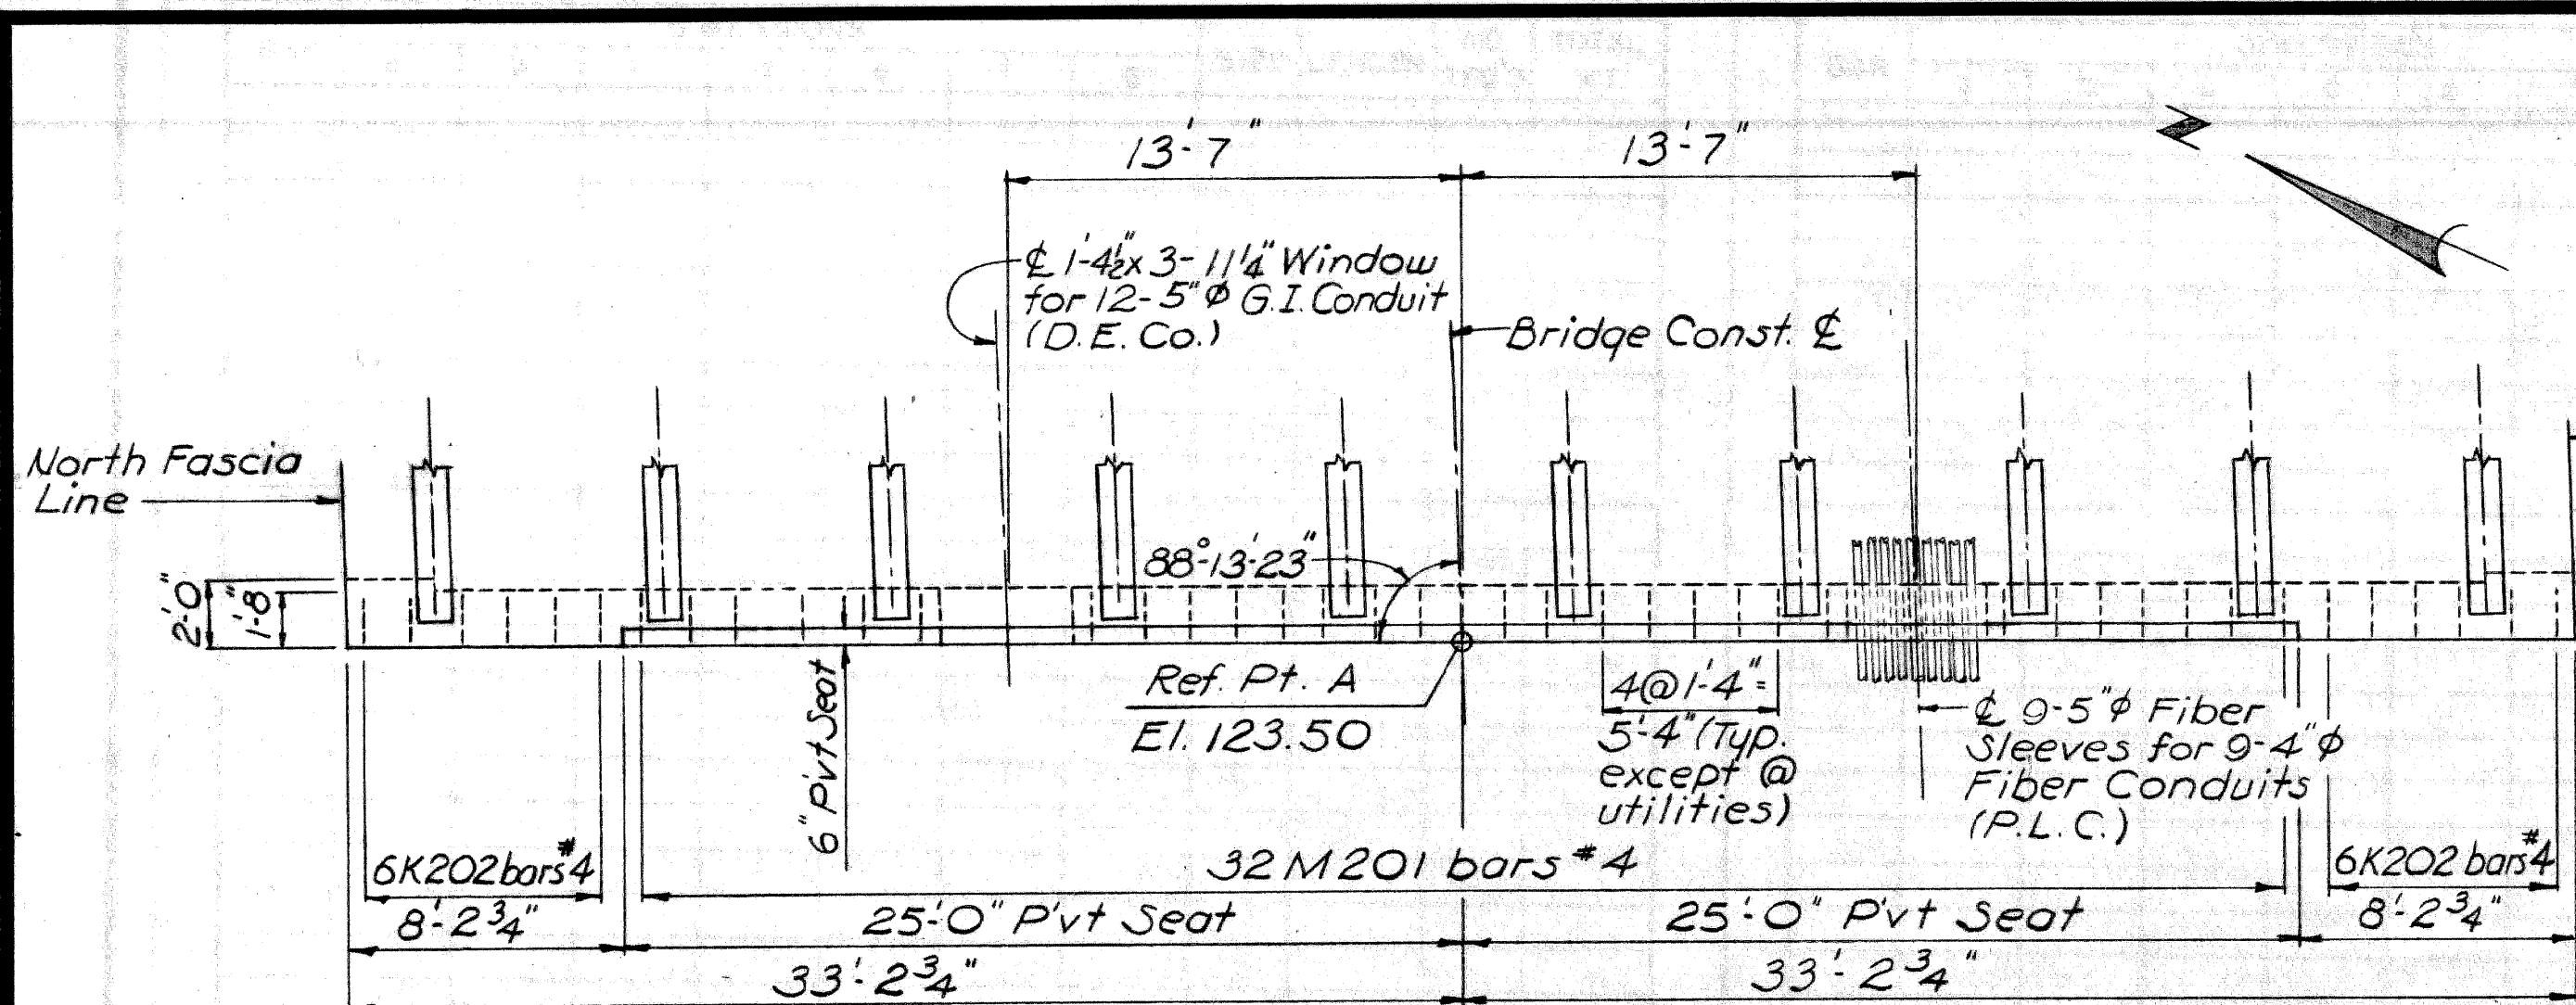 13'-7"
13'-7"
N
℄ 1'-4½"x 3'-11¼" Window
for 12-5"ϕ G.I. Conduit
(D.E. Co.)
Bridge Const. ℄
North Fascia
Line
88°-13'-23"
2'-0"
1'-8"
6" P'vt Seat
Ref. Pt. A
El. 123.50
4@1'-4"=
5'-4" (Typ.
except @
utilities)
℄ 9-5"ϕ Fiber
Sleeves for 9-4"ϕ
Fiber Conduits
(P.L.C.)
6K202 bars #4
32 M201 bars #4
6K202 bars #4
8'-2¾"
25'-0" P'vt Seat
25'-0" P'vt Seat
8'-2¾"
33'-2¾"
33'-2¾"